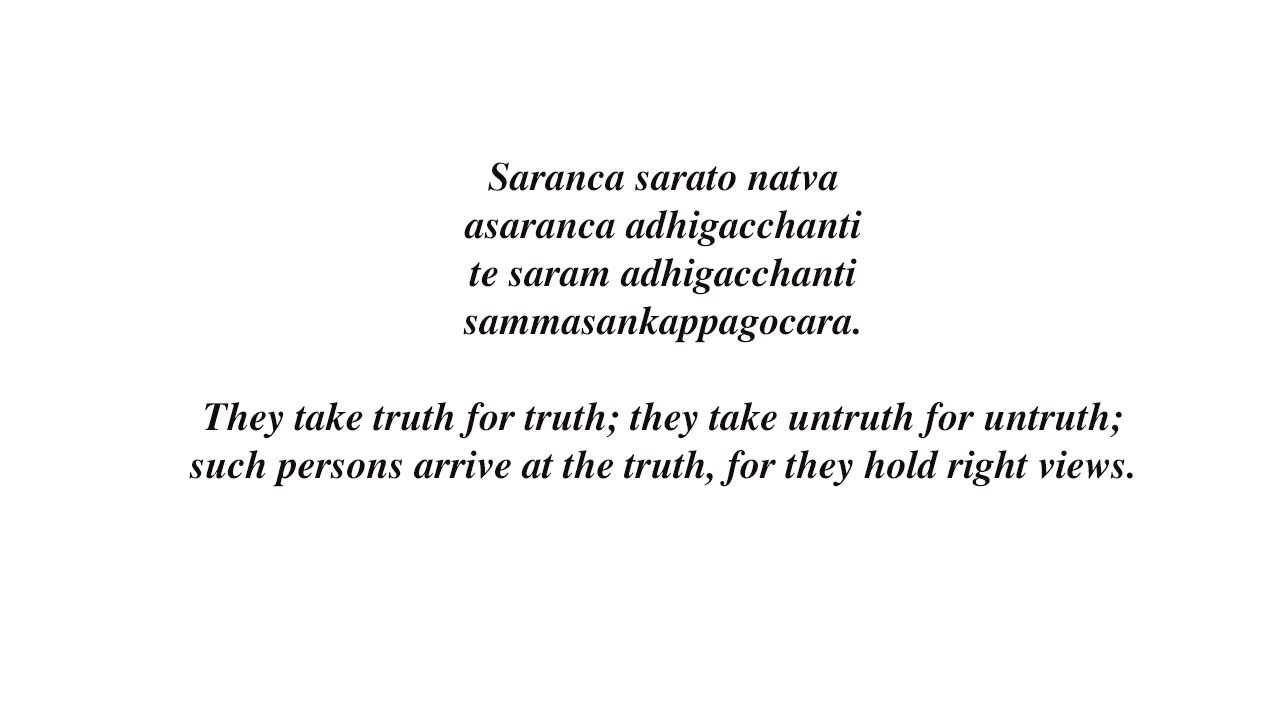 Saranca sarato natva
asaranca adhigacchanti
te saram adhigacchanti
sammasankappagocara.
They take truth for truth; they take untruth for untruth;
such persons arrive at the truth, for they hold right views.